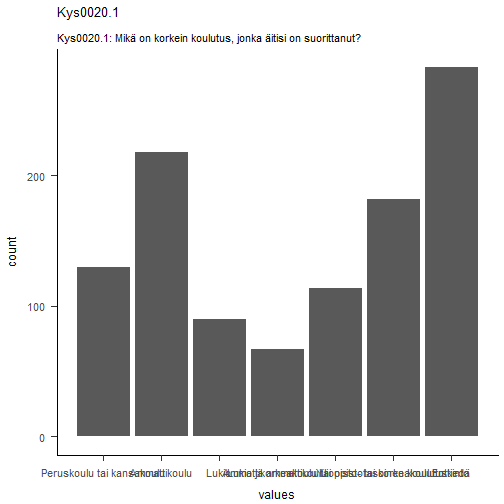 Kys0020.1
Kys0020.1: Mikä on korkein koulutus, jonka äitisi on suorittanut?
200
100
0
count
Peruskoulu tai kansakoulu
Ammattikoulu
values